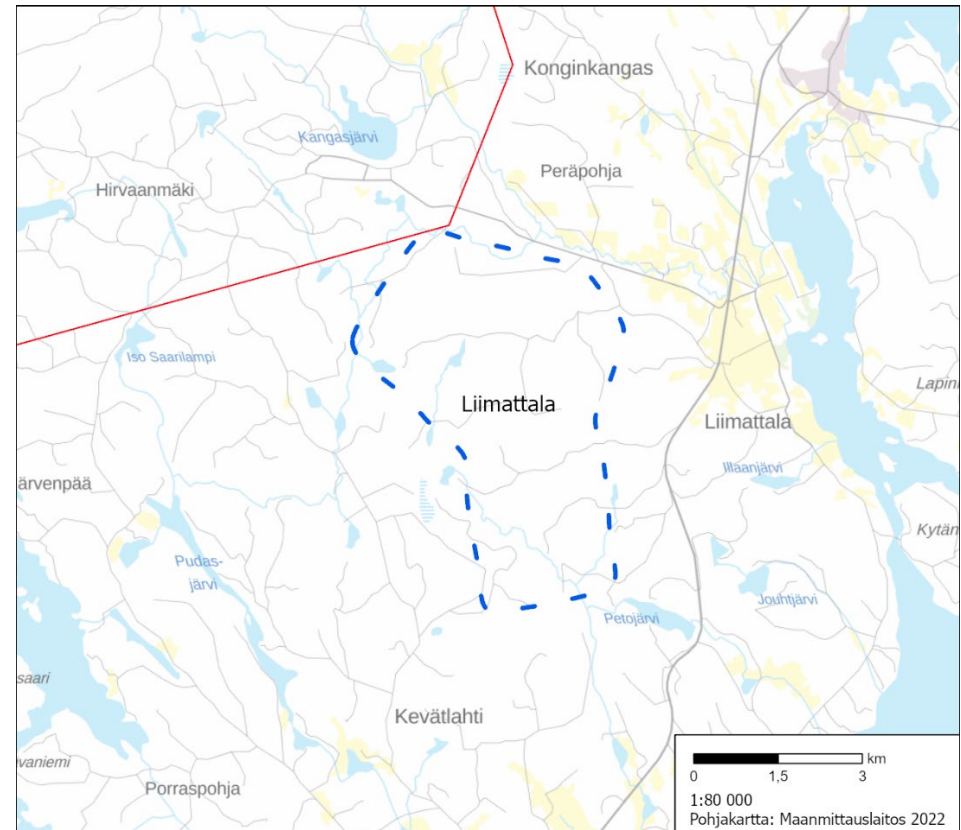 Konginkangas
Kangasjärvi
Peräpohja
Hirvaanmäki
Iso Saarilampi
Lapin
Liimattala
Liimattala
Illaanjärvi
ärvenpää
Kytän
Pudas-
järvi
Jouhtjärvi
Petojärvi
saari
Kevätlahti
vaniemi
Porraspohja
km
0 1,5 3
1:80 000
Pohjakartta: Maanmittauslaitos 2022